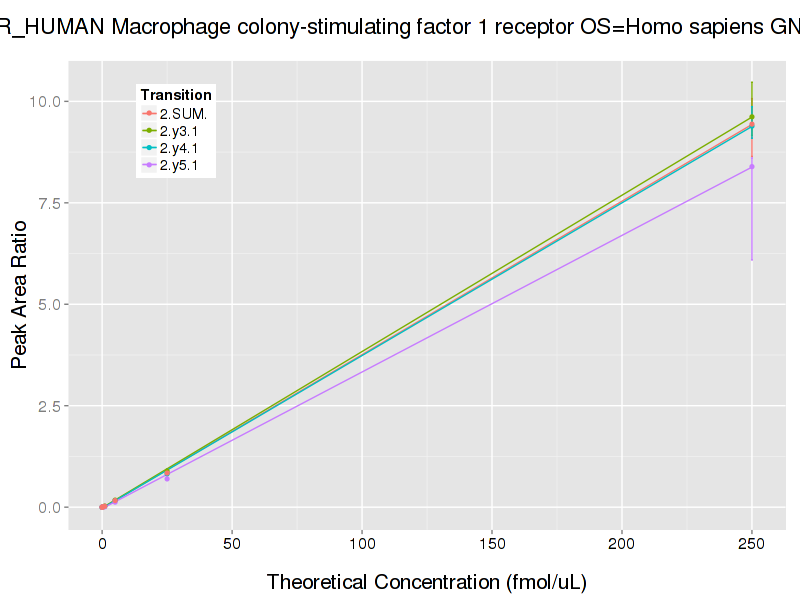 R_HUMAN Macrophage colony-stimulating factor 1 receptor OS=Homo sapiens GN
Transition
2.SUM.
2.y3.1
2.y4.1
2.y5.1
10.0
7.5
5.0
2.5
0.0
Peak Area Ratio
0 50 100 150 200 250
Theoretical Concentration (fmol/uL)